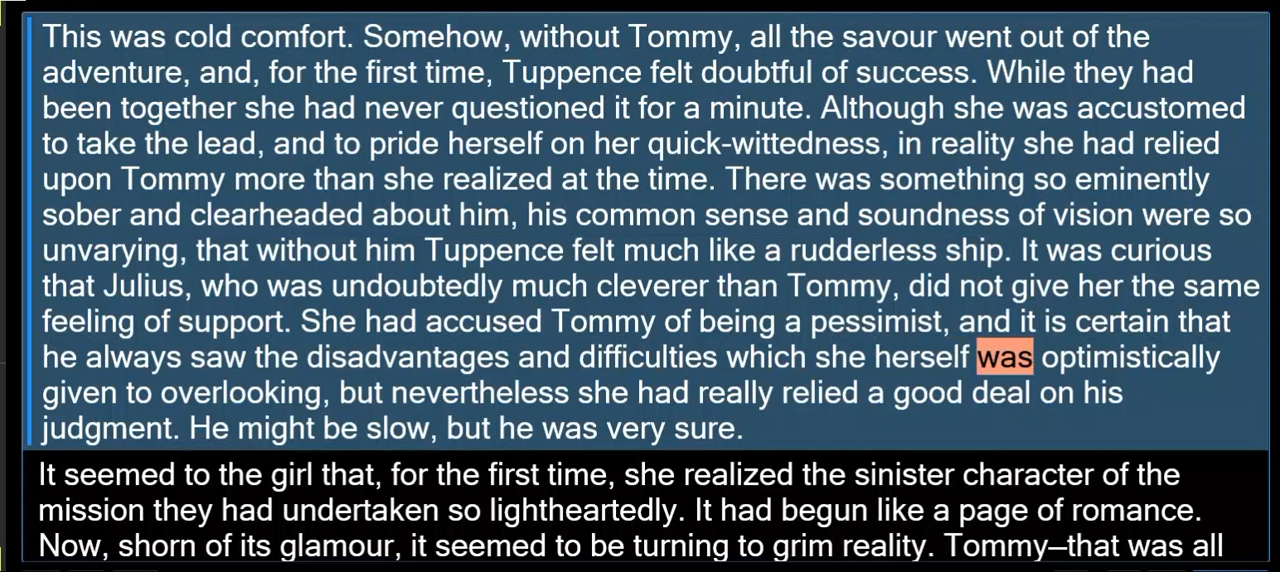 This was cold comfort. Somehow, without Tommy, all the savour went out of the
adventure, and, for the first time, Tuppence felt doubtful of success. While they had
been together she had never questioned it for a minute. Although she was accustomed
to take the lead, and to pride herself on her quick-wittedness, in reality she had relied
upon Tommy more than she realized at the time. There was something so eminently
sober and clearheaded about him, his common sense and soundness of vision were so
unvarying, that without him Tuppence felt much like a rudderless ship. It was curious
that Julius, who was undoubtedly much cleverer than Tommy, did not give her the same
feeling of support. She had accused Tommy of being a pessimist, and it is certain that
he always saw the disadvantages and difficulties which she herself was optimistically
given to overlooking, but nevertheless she had really relied a good deal on his
judgment. He might be slow, but he was very sure.
It seemed to the girl that, for the first time, she realized the sinister character of the
mission they had undertaken so lightheartedly. It had begun like a page of romance.
Now, shorn of its glamour, it seemed to be turning to grim reality. Tommy—that was all